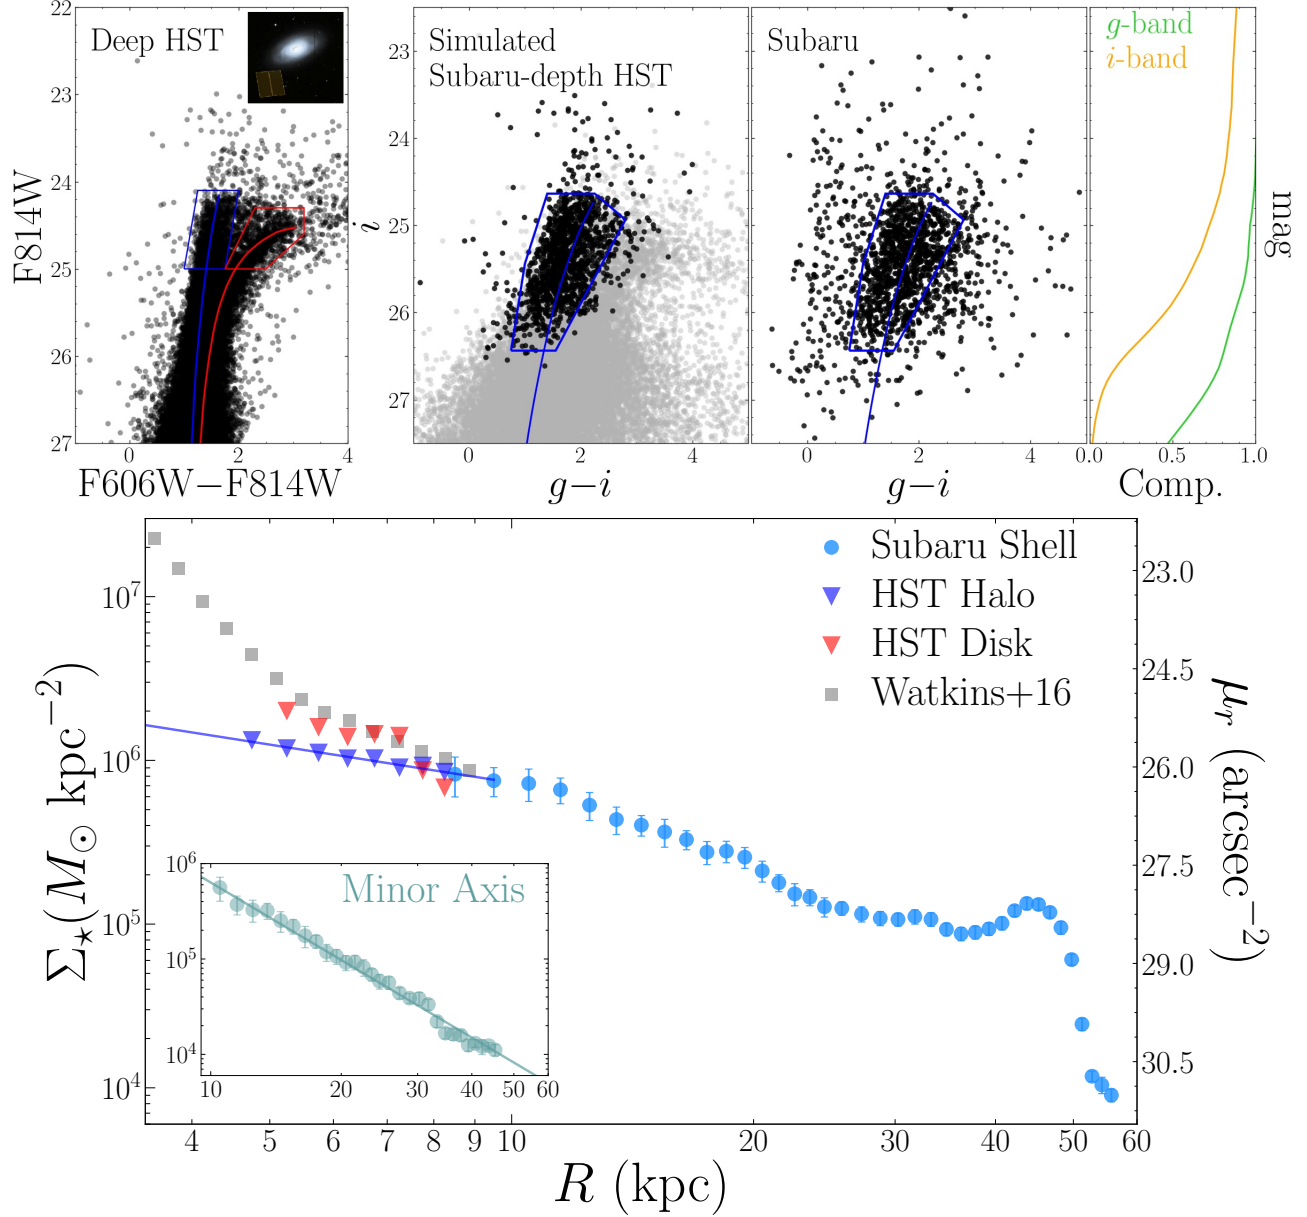 Deep HST
22
23
24
25
26
27
F814W
0
2
4
F606W−F814W
Simulated
Subaru-depth HST
23
24
25
26
27
i
0
2
4
g−i
Subaru
0
2
4
g−i
g-band
i-band
mag
0.0
1.0
Comp.
Subaru Shell
HST Halo
HST Disk
Watkins+16
10⁷
10⁶
10⁵
10⁴
Σ⋆(M⊙ kpc⁻²)
23.0
24.5
26.0
27.5
29.0
30.5
μᵣ (arcsec⁻²)
Minor Axis
10⁶
10⁵
10⁴
10
20
30
40
50
60
4
5
6
7
8
9
10
20
30
40
50
60
R (kpc)